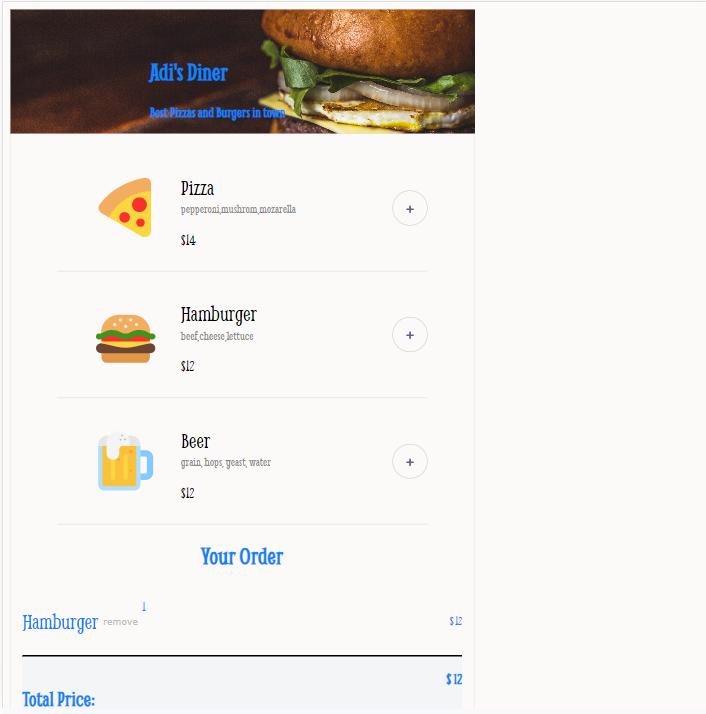 Adi's Diner
Best Pizzas and Burgers in town
Pizza
pepperoni,mushrom,mozarella
$14
+
Hamburger
beef,cheese,lettuce
$12
+
Beer
grain, hops, yeast, water
$12
+
Your Order
1
Hamburger remove $12
$12
Total Price: